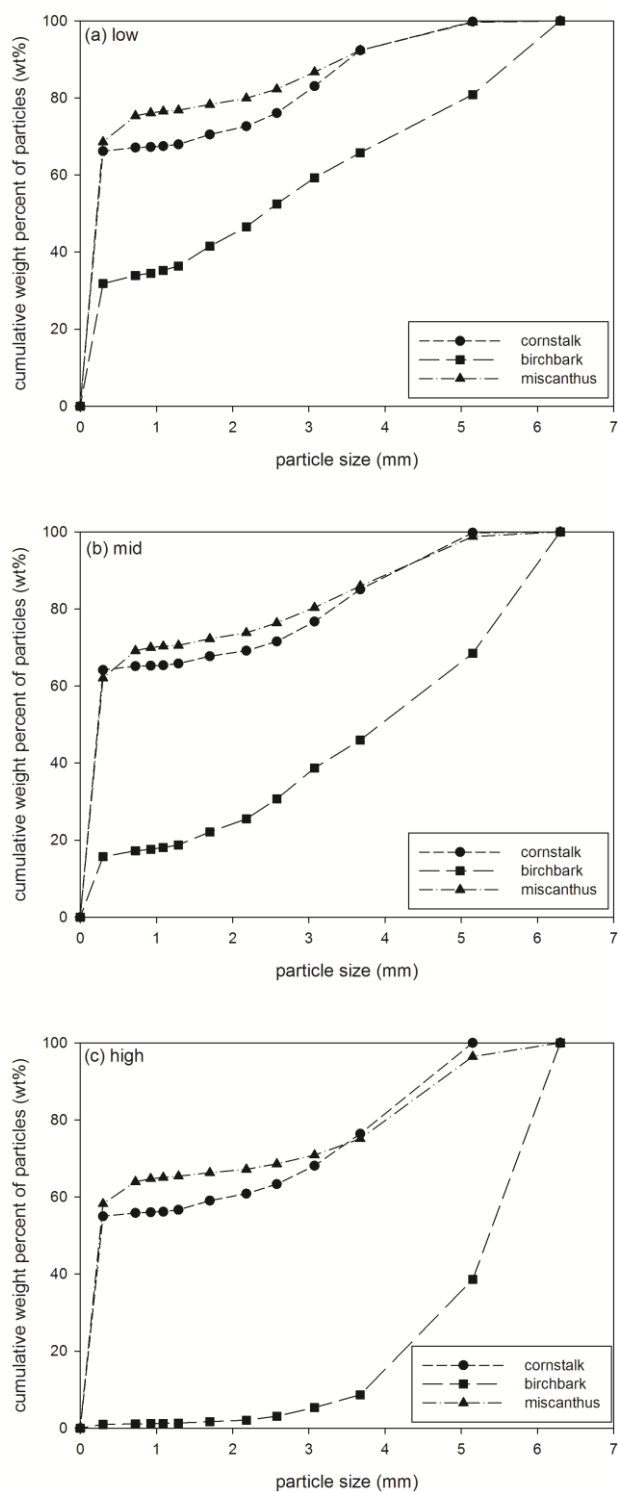 (a) low
cumulative weight percent of particles (wt%)
100
80
60
40
20
0
cornstalk
birchbark
miscanthus
0 1 2 3 4 5 6 7
particle size (mm)
(b) mid
cumulative weight percent of particles (wt%)
100
80
60
40
20
0
cornstalk
birchbark
miscanthus
0 1 2 3 4 5 6 7
particle size (mm)
(c) high
cumulative weight percent of particles (wt%)
100
80
60
40
20
0
cornstalk
birchbark
miscanthus
0 1 2 3 4 5 6 7
particle size (mm)